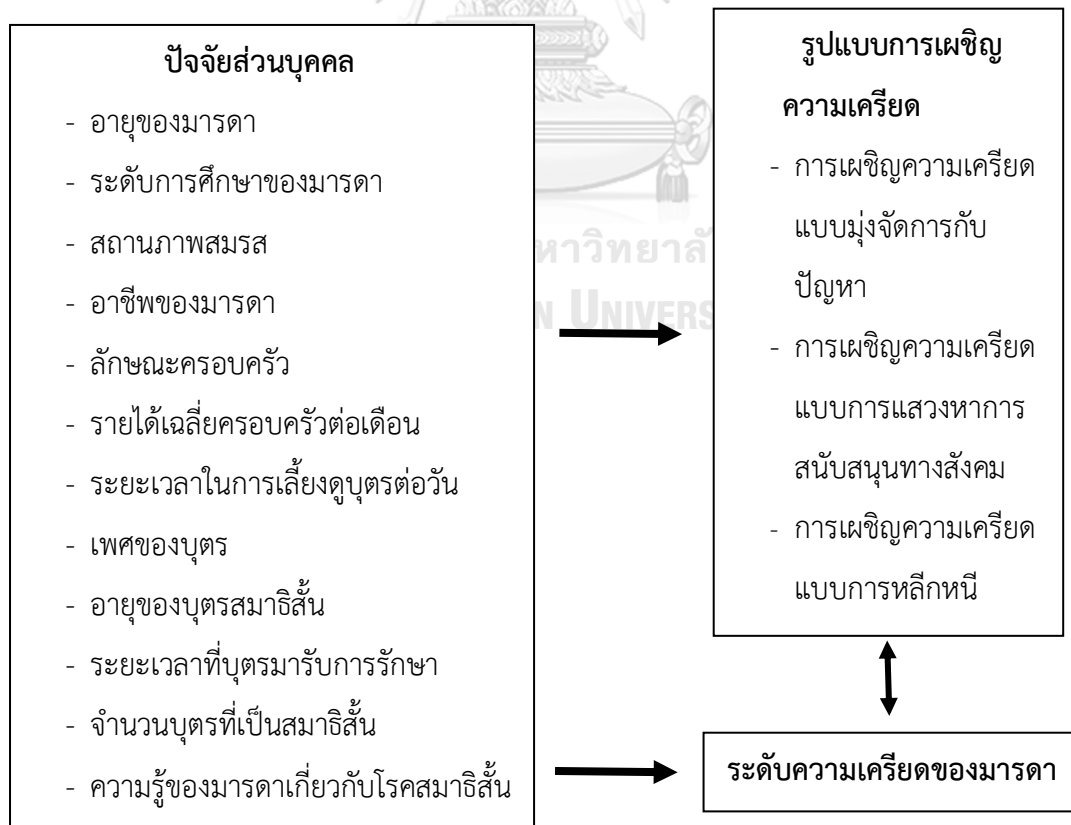 ปัจจัยส่วนบุคคล
- อายุของมารดา
- ระดับการศึกษาของมารดา
- สถานภาพสมรส
- อาชีพของมารดา
- ลักษณะครอบครัว
- รายได้เฉลี่ยครอบครัวต่อเดือน
- ระยะเวลาในการเลี้ยงดูบุตรต่อวัน
- เพศของบุตร
- อายุของบุตรสมาธิสั้น
- ระยะเวลาที่บุตรมารับการรักษา
- จำนวนบุตรที่เป็นสมาธิสั้น
- ความรู้ของมารดาเกี่ยวกับโรคสมาธิสั้น
รูปแบบการเผชิญ
ความเครียด
- การเผชิญความเครียด
แบบมุ่งจัดการกับ
ปัญหา
- การเผชิญความเครียด
แบบการแสวงหาการ
สนับสนุนทางสังคม
- การเผชิญความเครียด
แบบการหลีกหนี
ระดับความเครียดของมารดา